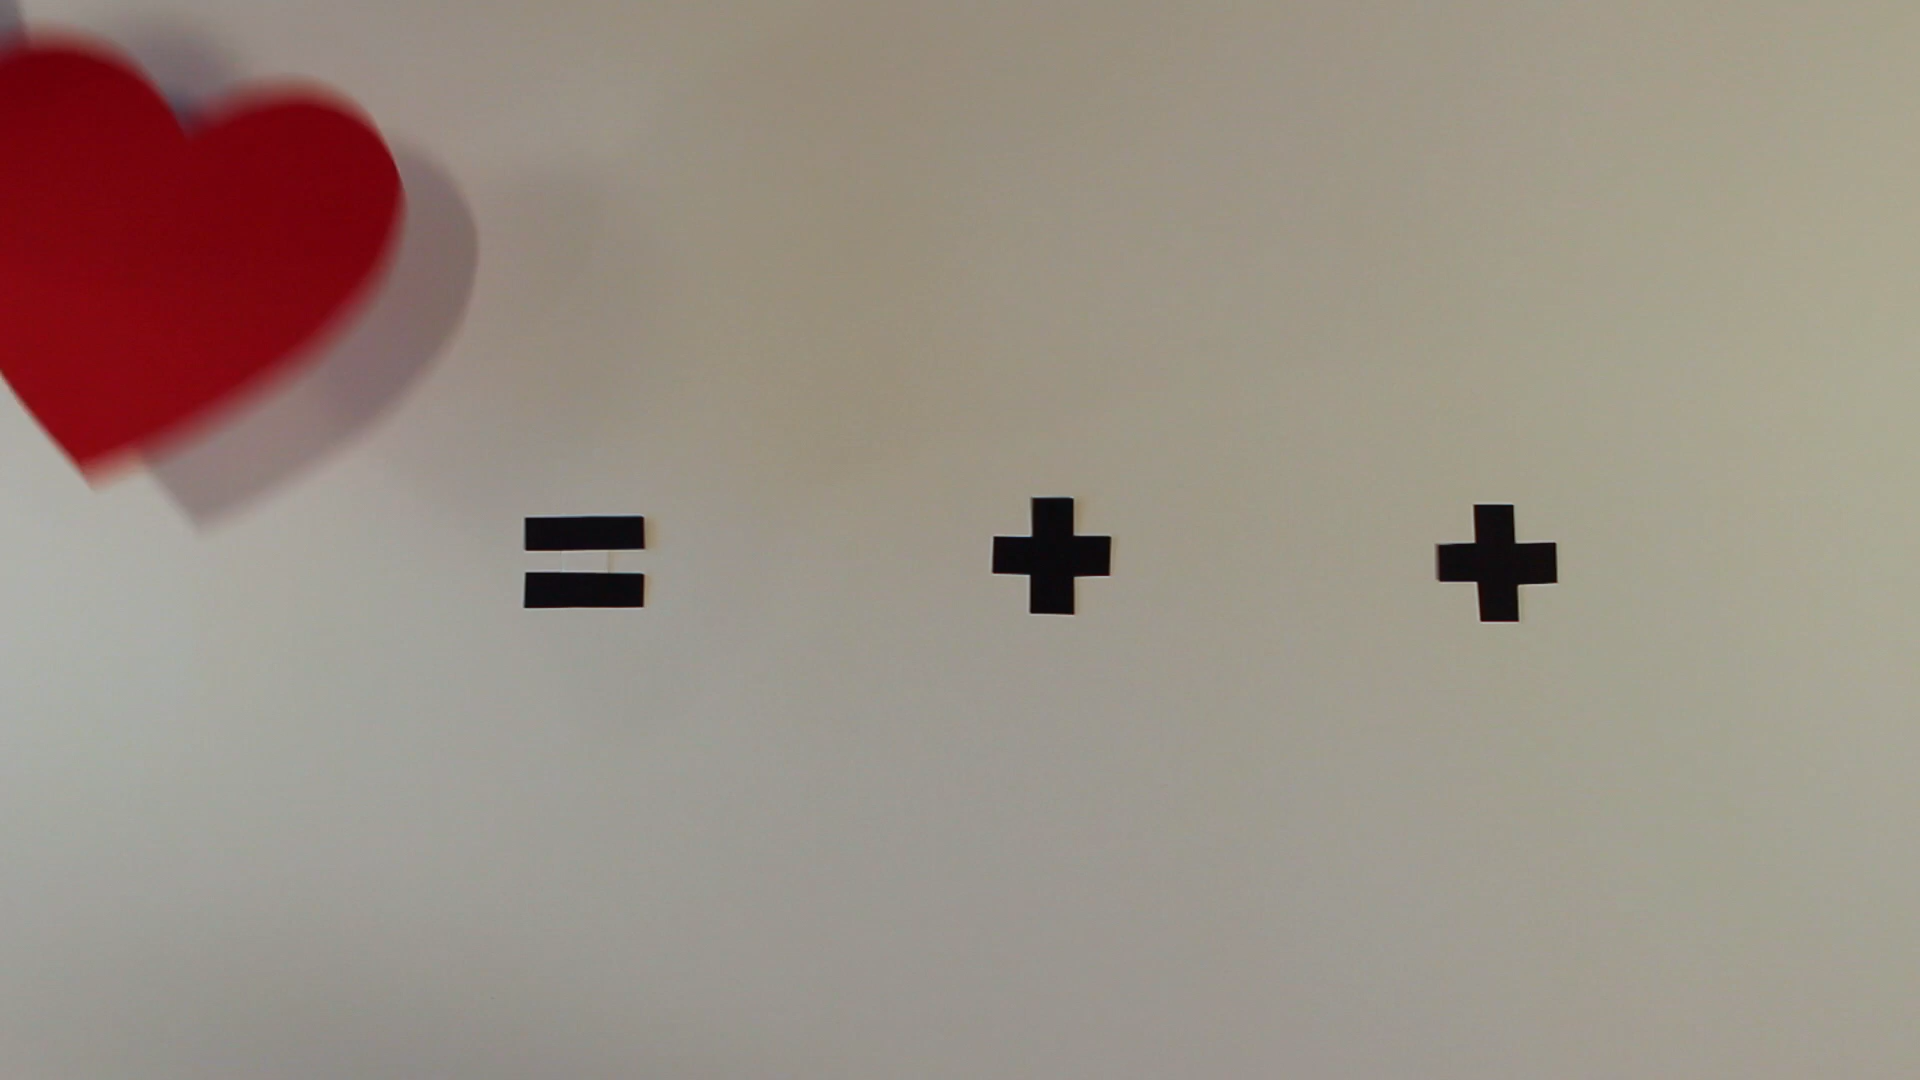 = + +